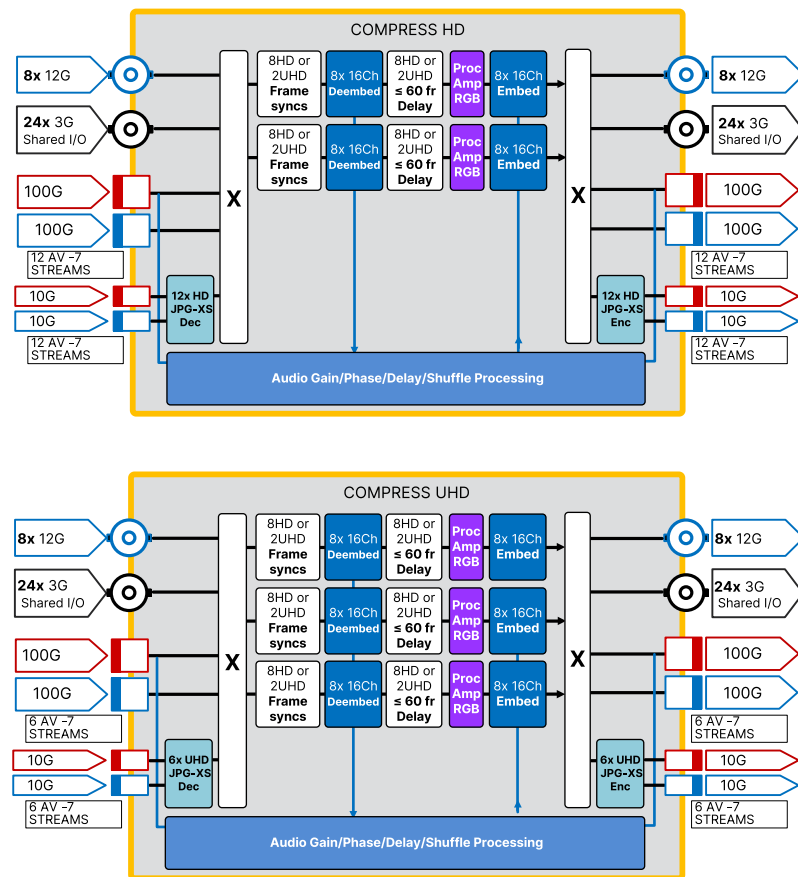 COMPRESS HD
8x 12G
24x 3G
Shared I/O
100G
100G
12 AV –7
STREAMS
10G
10G
12 AV –7
STREAMS
12x HD
JPG-XS
Dec
X
8HD or
2UHD
Frame
syncs
8x 16Ch
Deembed
8HD or
2UHD
≤ 60 fr
Delay
Proc
Amp
RGB
8x 16Ch
Embed
8HD or
2UHD
Frame
syncs
8x 16Ch
Deembed
8HD or
2UHD
≤ 60 fr
Delay
Proc
Amp
RGB
8x 16Ch
Embed
X
12x HD
JPG-XS
Enc
8x 12G
24x 3G
Shared I/O
100G
100G
12 AV –7
STREAMS
10G
10G
12 AV –7
STREAMS
Audio Gain/Phase/Delay/Shuffle Processing
COMPRESS UHD
8x 12G
24x 3G
Shared I/O
100G
100G
6 AV –7
STREAMS
10G
10G
6 AV –7
STREAMS
6x UHD
JPG-XS
Dec
X
8HD or
2UHD
Frame
syncs
8x 16Ch
Deembed
8HD or
2UHD
≤ 60 fr
Delay
Proc
Amp
RGB
8x 16Ch
Embed
8HD or
2UHD
Frame
syncs
8x 16Ch
Deembed
8HD or
2UHD
≤ 60 fr
Delay
Proc
Amp
RGB
8x 16Ch
Embed
8HD or
2UHD
Frame
syncs
8x 16Ch
Deembed
8HD or
2UHD
≤ 60 fr
Delay
Proc
Amp
RGB
8x 16Ch
Embed
X
6x UHD
JPG-XS
Enc
8x 12G
24x 3G
Shared I/O
100G
100G
6 AV –7
STREAMS
10G
10G
6 AV –7
STREAMS
Audio Gain/Phase/Delay/Shuffle Processing